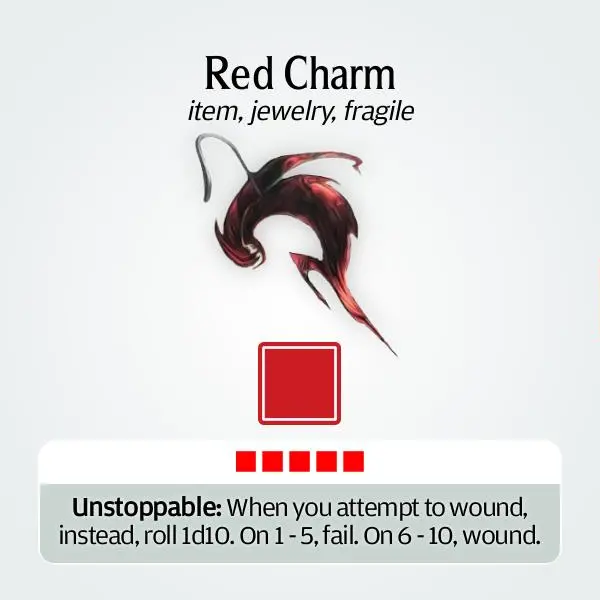 Red Charm
item, jewelry, fragile
Unstoppable: When you attempt to wound,
instead, roll 1d10. On 1 - 5, fail. On 6 - 10, wound.